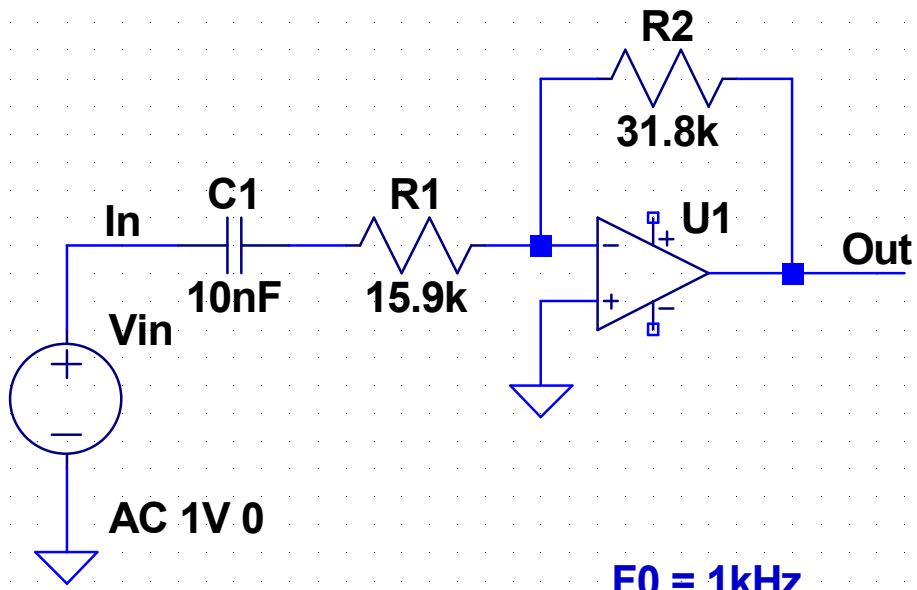 R2
31.8k
C1
R1
In
U1
Out
10nF
15.9k
Vin
AC 1V 0
F0 = 1kHz